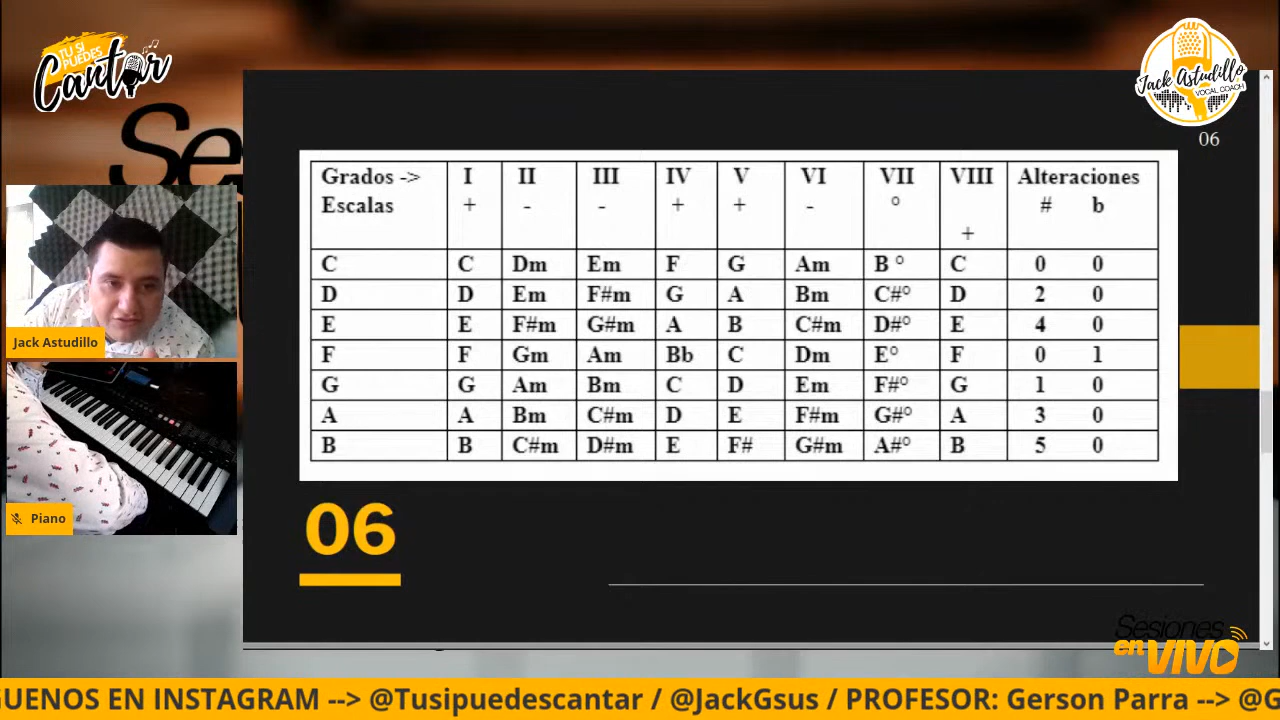 TU SI
PUEDES
Cantar
Jack Astudillo
VOCAL COACH
Se
06
Grados -> I II III IV V VI VII VIII Alteraciones
Escalas + - - + + - ° + # b
C C Dm Em F G Am B ° C 0 0
D D Em F#m G A Bm C#° D 2 0
E E F#m G#m A B C#m D#° E 4 0
F F Gm Am Bb C Dm E° F 0 1
G G Am Bm C D Em F#° G 1 0
A A Bm C#m D E F#m G#° A 3 0
B B C#m D#m E F# G#m A#° B 5 0
Jack Astudillo
Piano
06
Sesiones
en VIVO
GUENOS EN INSTAGRAM --> @Tusipuedescantar / @JackGsus / PROFESOR: Gerson Parra --> @G